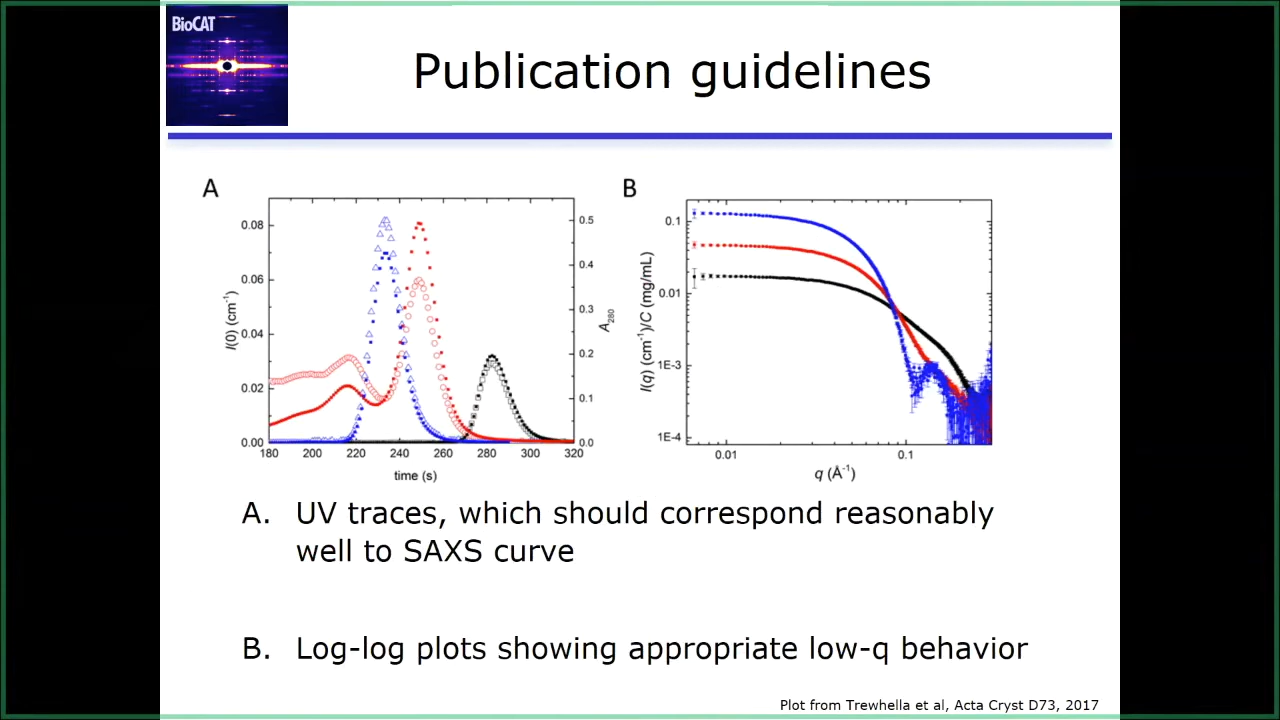 BioCAT
Publication guidelines
A
I(0) (cm⁻¹)
0.08
0.06
0.04
0.02
0.00
0.5
0.4
0.3
0.2
0.1
0.0
A₂₈₀
180 200 220 240 260 280 300 320
time (s)
B
I(q) (cm⁻¹)/C (mg/mL)
0.1
0.01
1E-3
1E-4
0.01 0.1
q (Å⁻¹)
A. UV traces, which should correspond reasonably
well to SAXS curve
B. Log-log plots showing appropriate low-q behavior
Plot from Trewhella et al, Acta Cryst D73, 2017